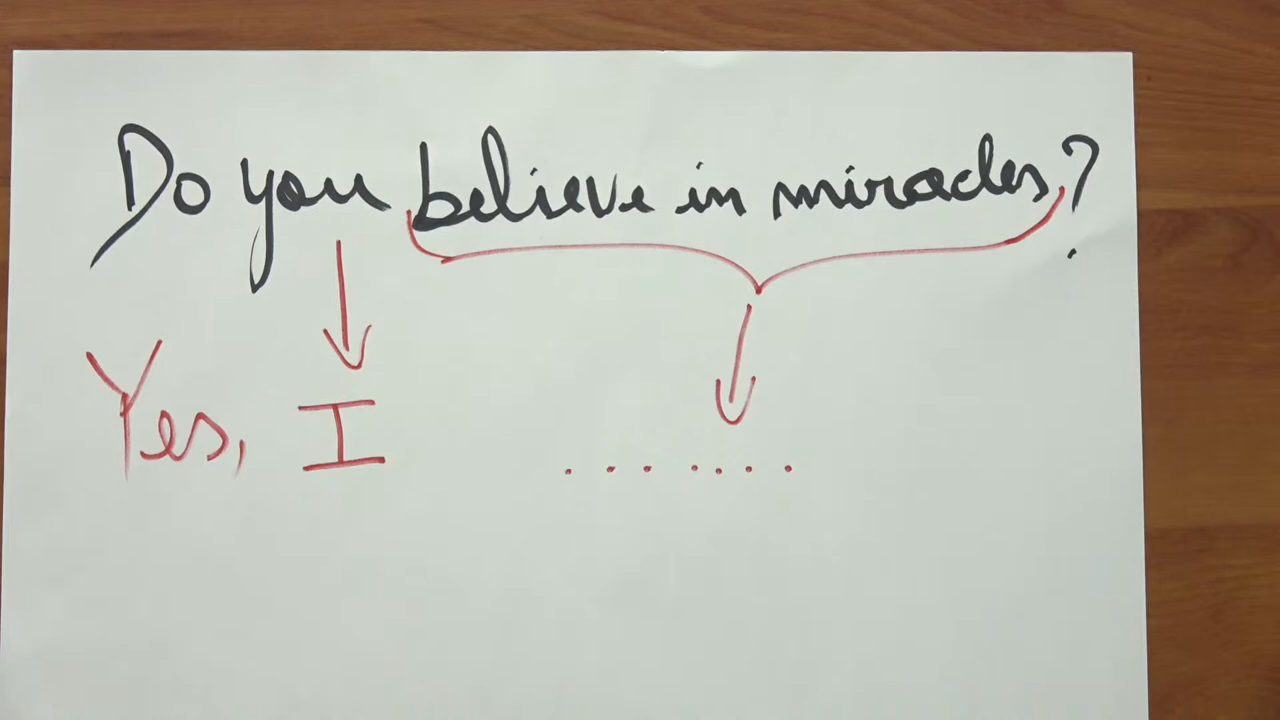 Do you believe in miracles?
Yes, I .......